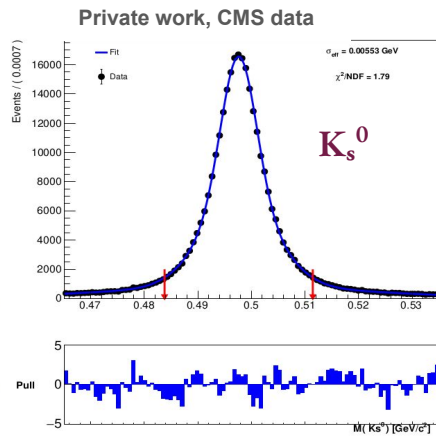 Private work, CMS data
Fit
Data
σeff = 0.00553 GeV
χ²/NDF = 1.79
Events / ( 0.0007 )
Ks⁰
16000
14000
12000
10000
8000
6000
4000
2000
0
0.47 0.48 0.49 0.5 0.51 0.52 0.53
Pull
5
0
−5
M( Ks⁰ ) [GeV/c²]